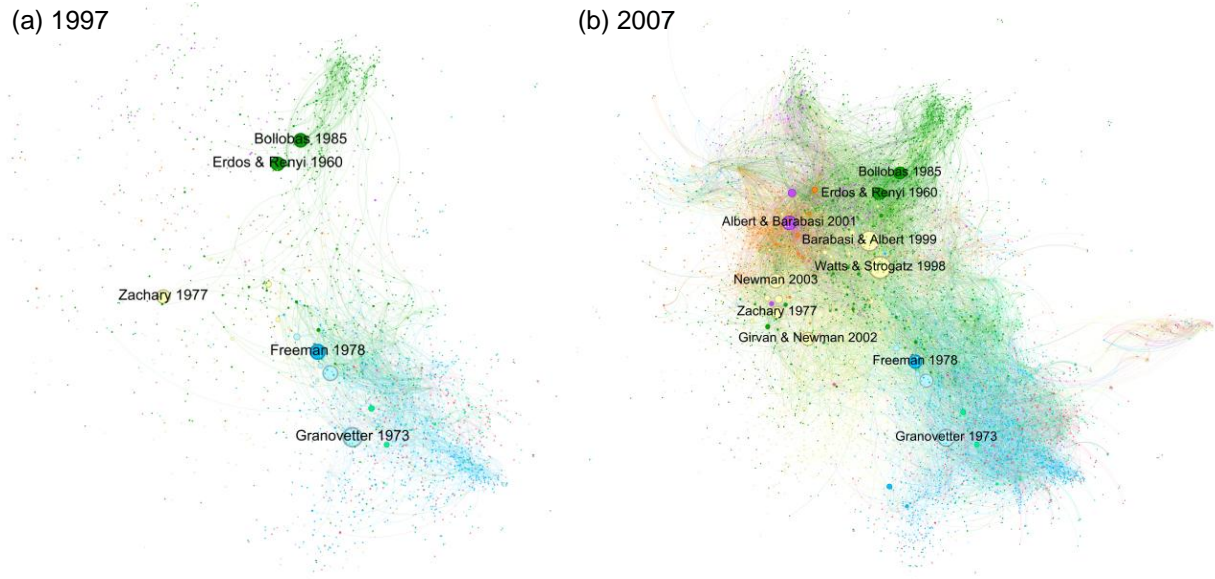 (a) 1997
Bollobas 1985
Erdos & Renyi 1960
Zachary 1977
Freeman 1978
Granovetter 1973
(b) 2007
Bollobas 1985
Erdos & Renyi 1960
Albert & Barabasi 2001
Barabasi & Albert 1999
Watts & Strogatz 1998
Newman 2003
Zachary 1977
Girvan & Newman 2002
Freeman 1978
Granovetter 1973